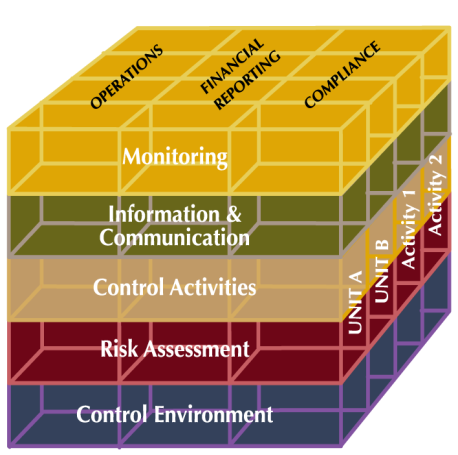 OPERATIONS
FINANCIAL
REPORTING
COMPLIANCE
Monitoring
Information &
Communication
Control Activities
Risk Assessment
Control Environment
UNIT A
UNIT B
Activity 1
Activity 2